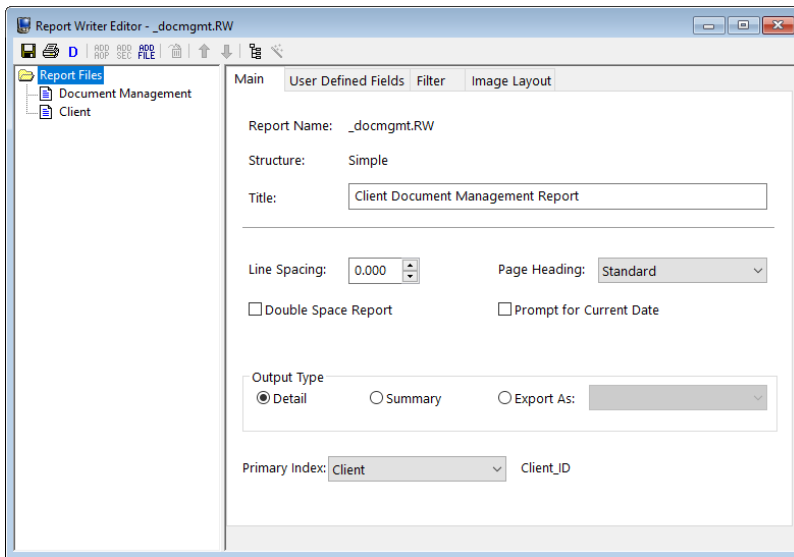 Report Writer Editor - _docmgmt.RW
D ADD AOP ADD SEC ADD FILE
Report Files
Document Management
Client
Main User Defined Fields Filter Image Layout
Report Name: _docmgmt.RW
Structure: Simple
Title: Client Document Management Report
Line Spacing: 0.000 Page Heading: Standard
Double Space Report Prompt for Current Date
Output Type
Detail Summary Export As:
Primary Index: Client Client_ID